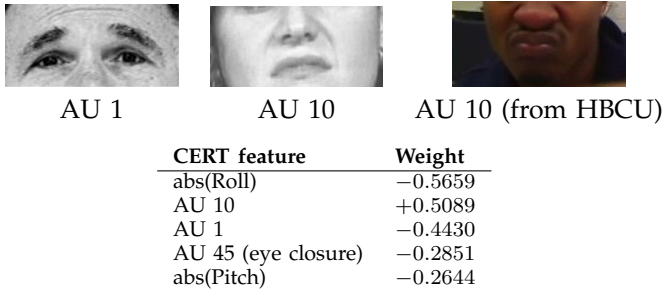 AU 1 AU 10 AU 10 (from HBCU)
CERT feature Weight
abs(Roll) −0.5659
AU 10 +0.5089
AU 1 −0.4430
AU 45 (eye closure) −0.2851
abs(Pitch) −0.2644